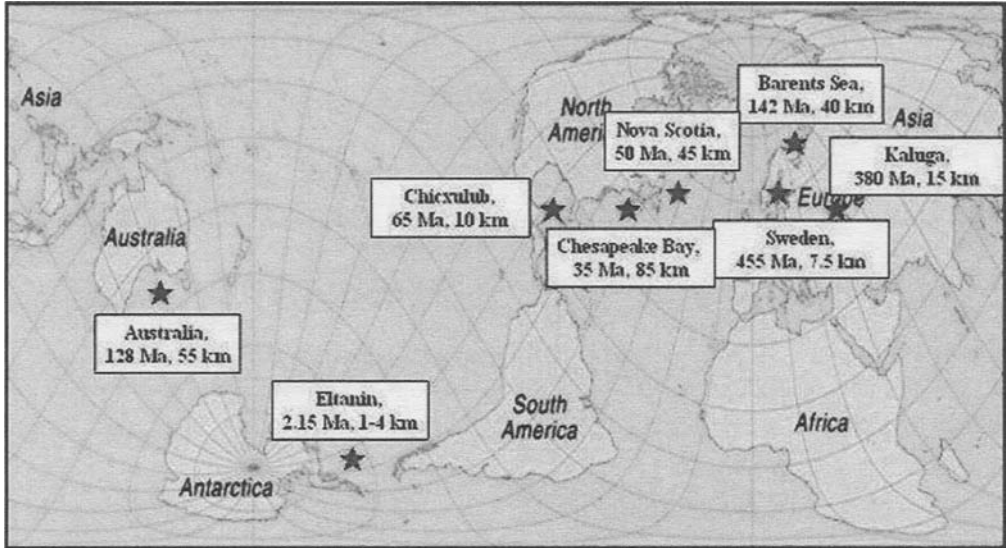 Asia
North
Ameri
Barents Sea,
142 Ma, 40 km
Asia
Nova Scotia,
50 Ma, 45 km
Kaluga,
380 Ma, 15 km
Chicxulub,
65 Ma, 10 km
Europe
Australia
Chesapeake Bay,
35 Ma, 85 km
Sweden,
455 Ma, 7.5 km
Australia,
128 Ma, 55 km
Eltanin,
2.15 Ma, 1-4 km
South
America
Africa
Antarctica